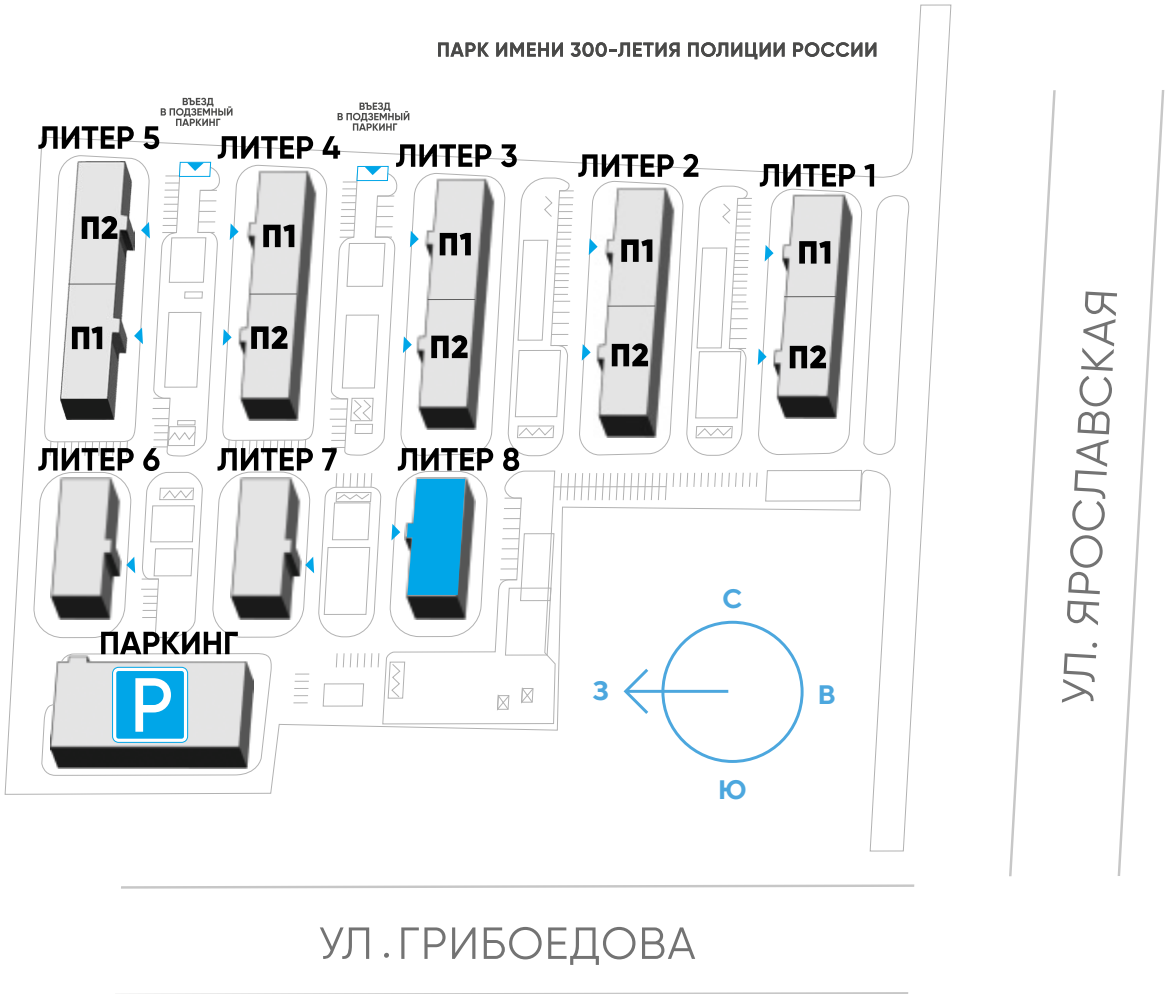 ПАРК ИМЕНИ 300-ЛЕТИЯ ПОЛИЦИИ РОССИИ
ВЪЕЗД
В ПОДЗЕМНЫЙ
ПАРКИНГ
ВЪЕЗД
В ПОДЗЕМНЫЙ
ПАРКИНГ
ЛИТЕР 5
ЛИТЕР 4
ЛИТЕР 3
ЛИТЕР 2
ЛИТЕР 1
П2
П1
П1
П1
П1
П1
П2
П2
П2
П2
ЛИТЕР 6
ЛИТЕР 7
ЛИТЕР 8
ПАРКИНГ
P
С
З
В
Ю
УЛ. ЯРОСЛАВСКАЯ
УЛ.ГРИБОЕДОВА